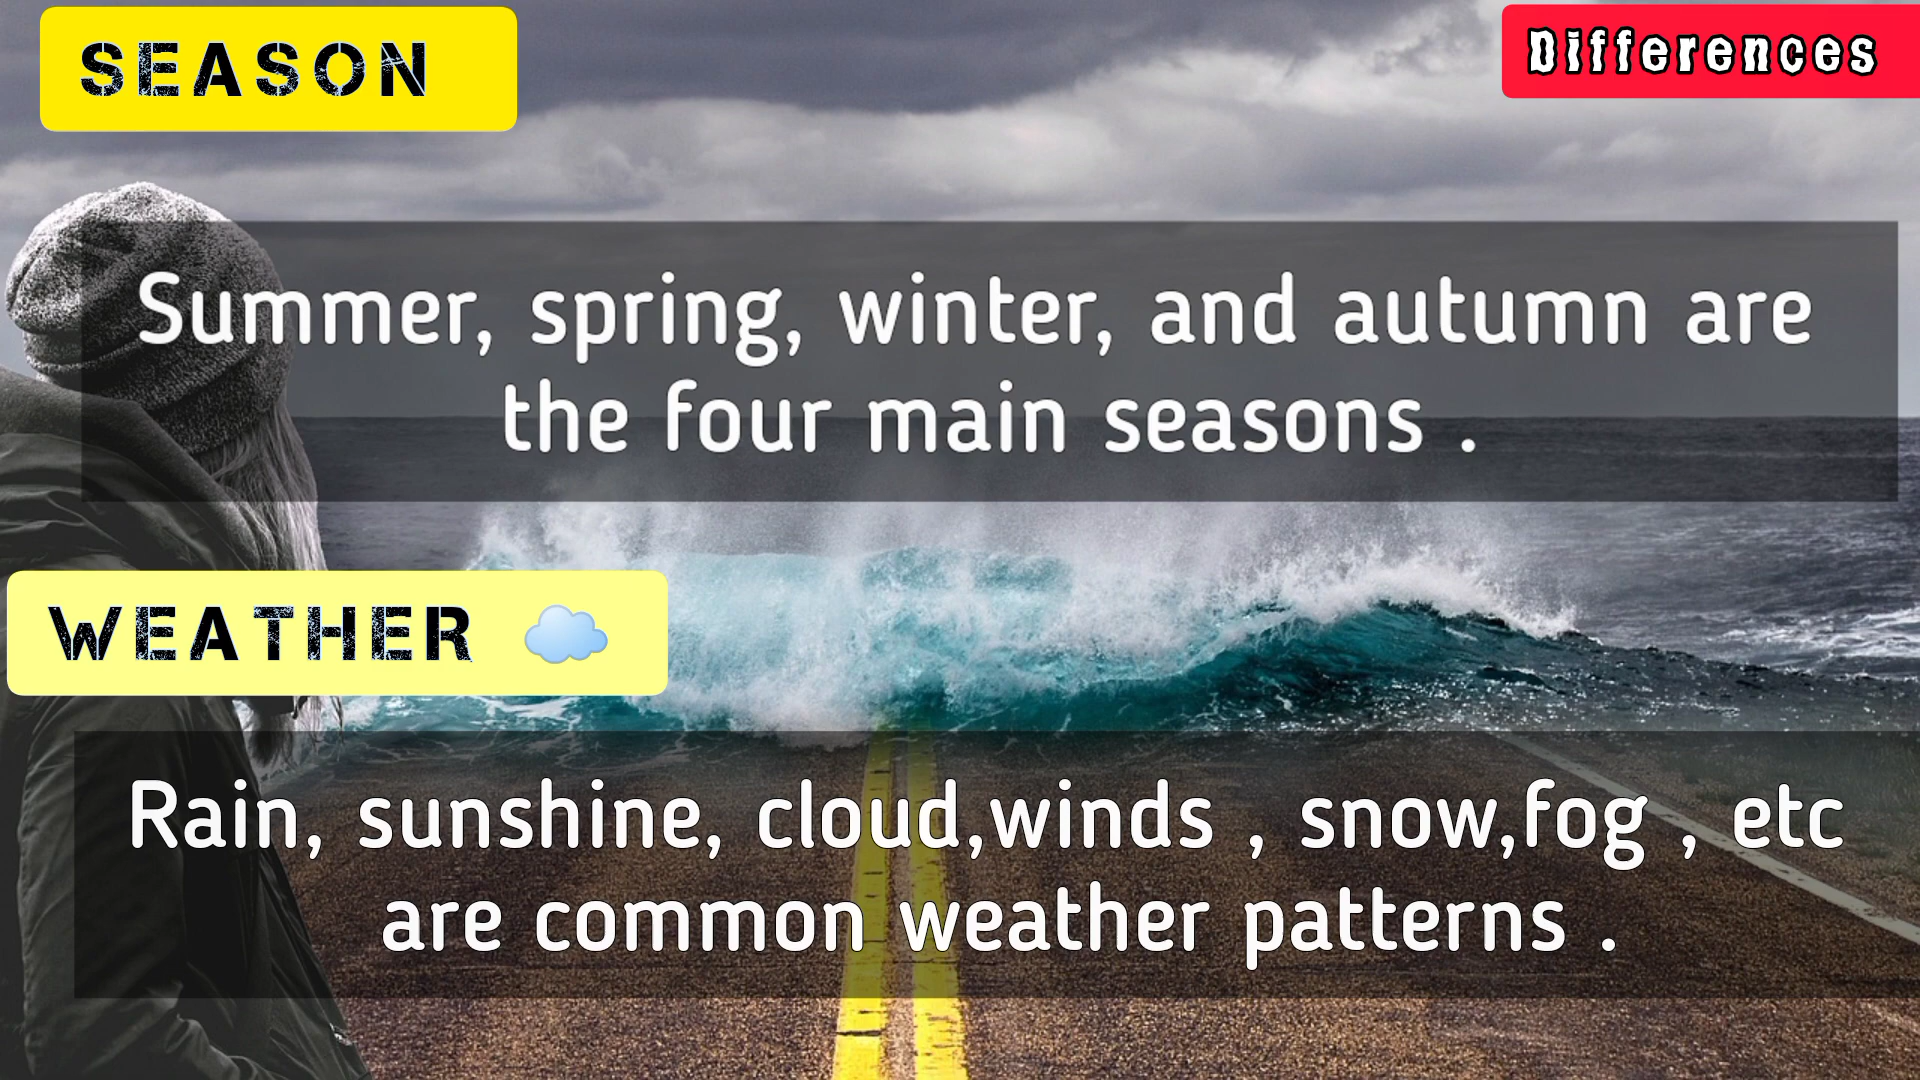 SEASON
Differences
Summer, spring, winter, and autumn are
the four main seasons .
WEATHER ☁️
Rain, sunshine, cloud,winds , snow,fog , etc
are common weather patterns .